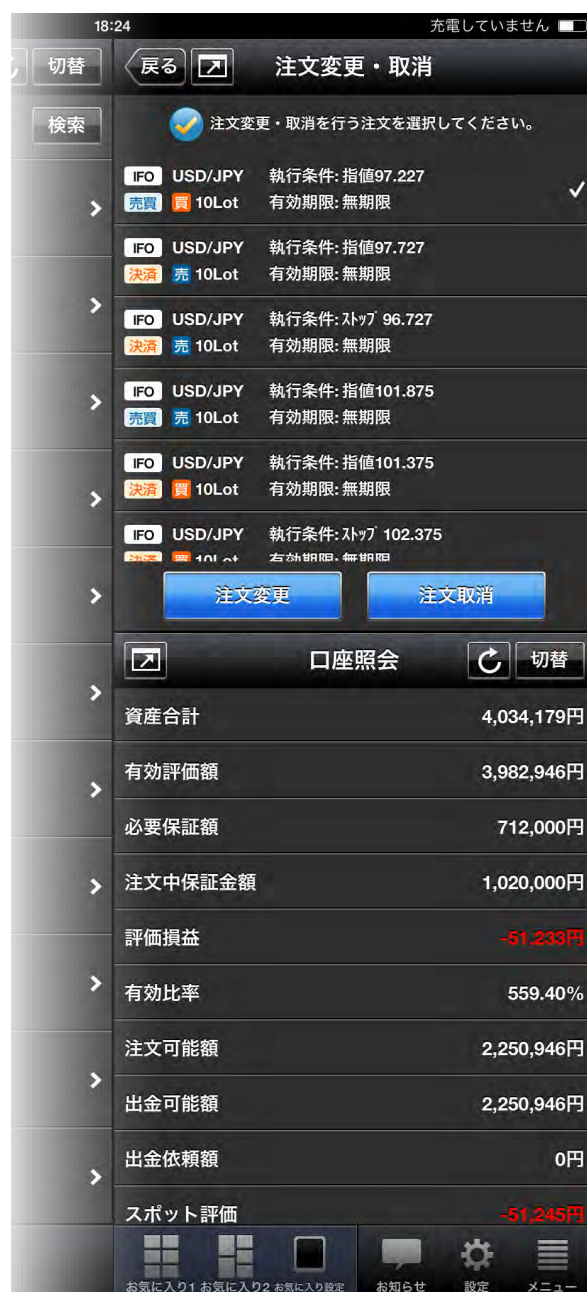 18:24 充電していません
切替 戻る 注文変更・取消
検索 注文変更・取消を行う注文を選択してください。
IFO USD/JPY 執行条件:指値97.227
売買 買 10Lot 有効期限:無期限
IFO USD/JPY 執行条件:指値97.727
決済 売 10Lot 有効期限:無期限
IFO USD/JPY 執行条件:ストップ 96.727
決済 売 10Lot 有効期限:無期限
IFO USD/JPY 執行条件:指値101.875
売買 売 10Lot 有効期限:無期限
IFO USD/JPY 執行条件:指値101.375
決済 買 10Lot 有効期限:無期限
IFO USD/JPY 執行条件:ストップ 102.375
決済 買 10Lot 有効期限:無期限
注文変更 注文取消
口座照会 切替
資産合計 4,034,179円
有効評価額 3,982,946円
必要保証額 712,000円
注文中保証金額 1,020,000円
評価損益 -51,233円
有効比率 559.40%
注文可能額 2,250,946円
出金可能額 2,250,946円
出金依頼額 0円
スポット評価 -51,245円
お気に入り1 お気に入り2 お気に入り設定 お知らせ 設定 メニュー